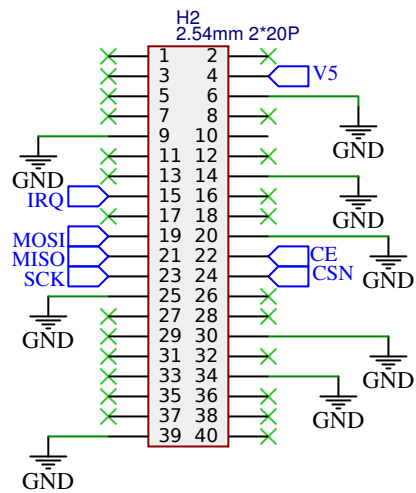 H2
2.54mm 2*20P
1 2
3 4 V5
5 6
7 8 GND
9 10
GND 11 12
13 14
IRQ 15 16 GND
17 18
MOSI 19 20
MISO 21 22 CE
SCK 23 24 CSN GND
25 26
GND 27 28
29 30
31 32
33 34 GND
35 36
37 38 GND
39 40
GND